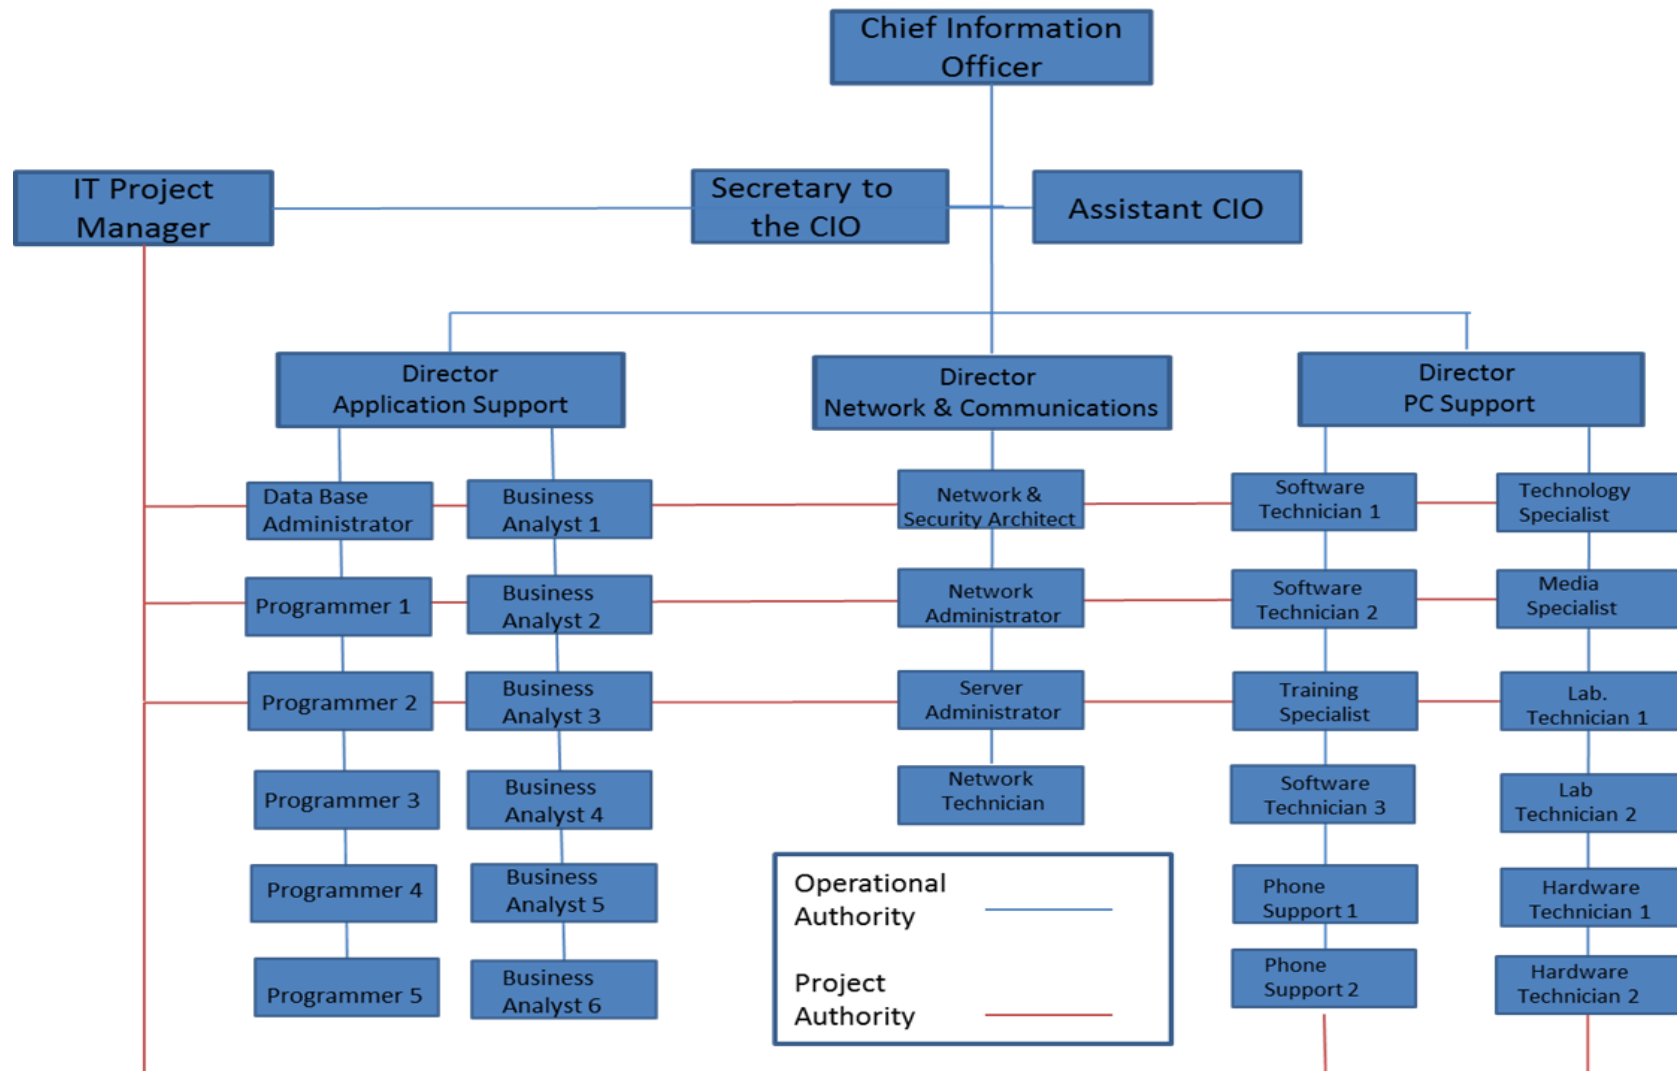 Chief Information
Officer
IT Project
Manager
Secretary to
the CIO
Assistant CIO
Director
Application Support
Director
Network & Communications
Director
PC Support
Data Base
Administrator
Business
Analyst 1
Network &
Security Architect
Software
Technician 1
Technology
Specialist
Programmer 1
Business
Analyst 2
Network
Administrator
Software
Technician 2
Media
Specialist
Programmer 2
Business
Analyst 3
Server
Administrator
Training
Specialist
Lab.
Technician 1
Programmer 3
Business
Analyst 4
Network
Technician
Software
Technician 3
Lab
Technician 2
Programmer 4
Business
Analyst 5
Phone
Support 1
Hardware
Technician 1
Programmer 5
Business
Analyst 6
Phone
Support 2
Hardware
Technician 2
Operational
Authority
Project
Authority